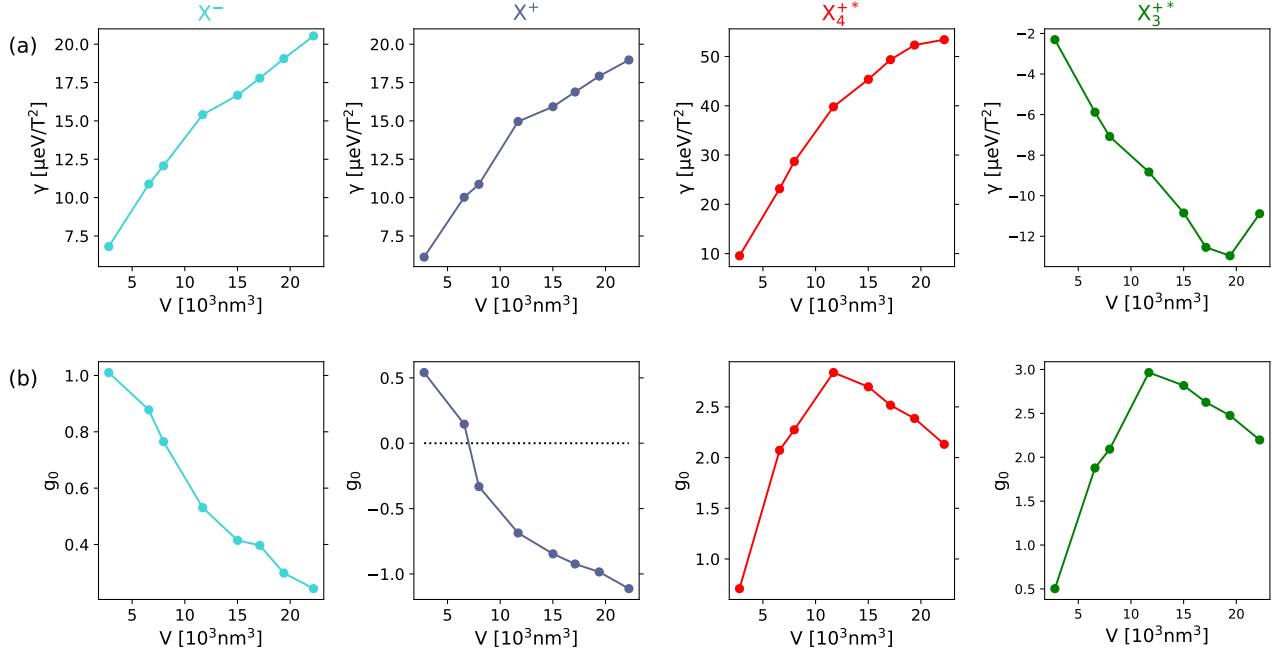 X⁻ X⁺ X₄⁺* X₃⁺*
(a)
γ [μeV/T²]
20.0
17.5
15.0
12.5
10.0
7.5
5 10 15 20
V [10³nm³]
γ [μeV/T²]
20.0
17.5
15.0
12.5
10.0
7.5
5 10 15 20
V [10³nm³]
γ [μeV/T²]
50
40
30
20
10
5 10 15 20
V [10³nm³]
γ [μeV/T²]
−2
−4
−6
−8
−10
−12
5 10 15 20
V [10³nm³]
(b)
g₀
1.0
0.8
0.6
0.4
5 10 15 20
V [10³nm³]
g₀
0.5
0.0
−0.5
−1.0
5 10 15 20
V [10³nm³]
g₀
2.5
2.0
1.5
1.0
5 10 15 20
V [10³nm³]
g₀
3.0
2.5
2.0
1.5
1.0
0.5
5 10 15 20
V [10³nm³]